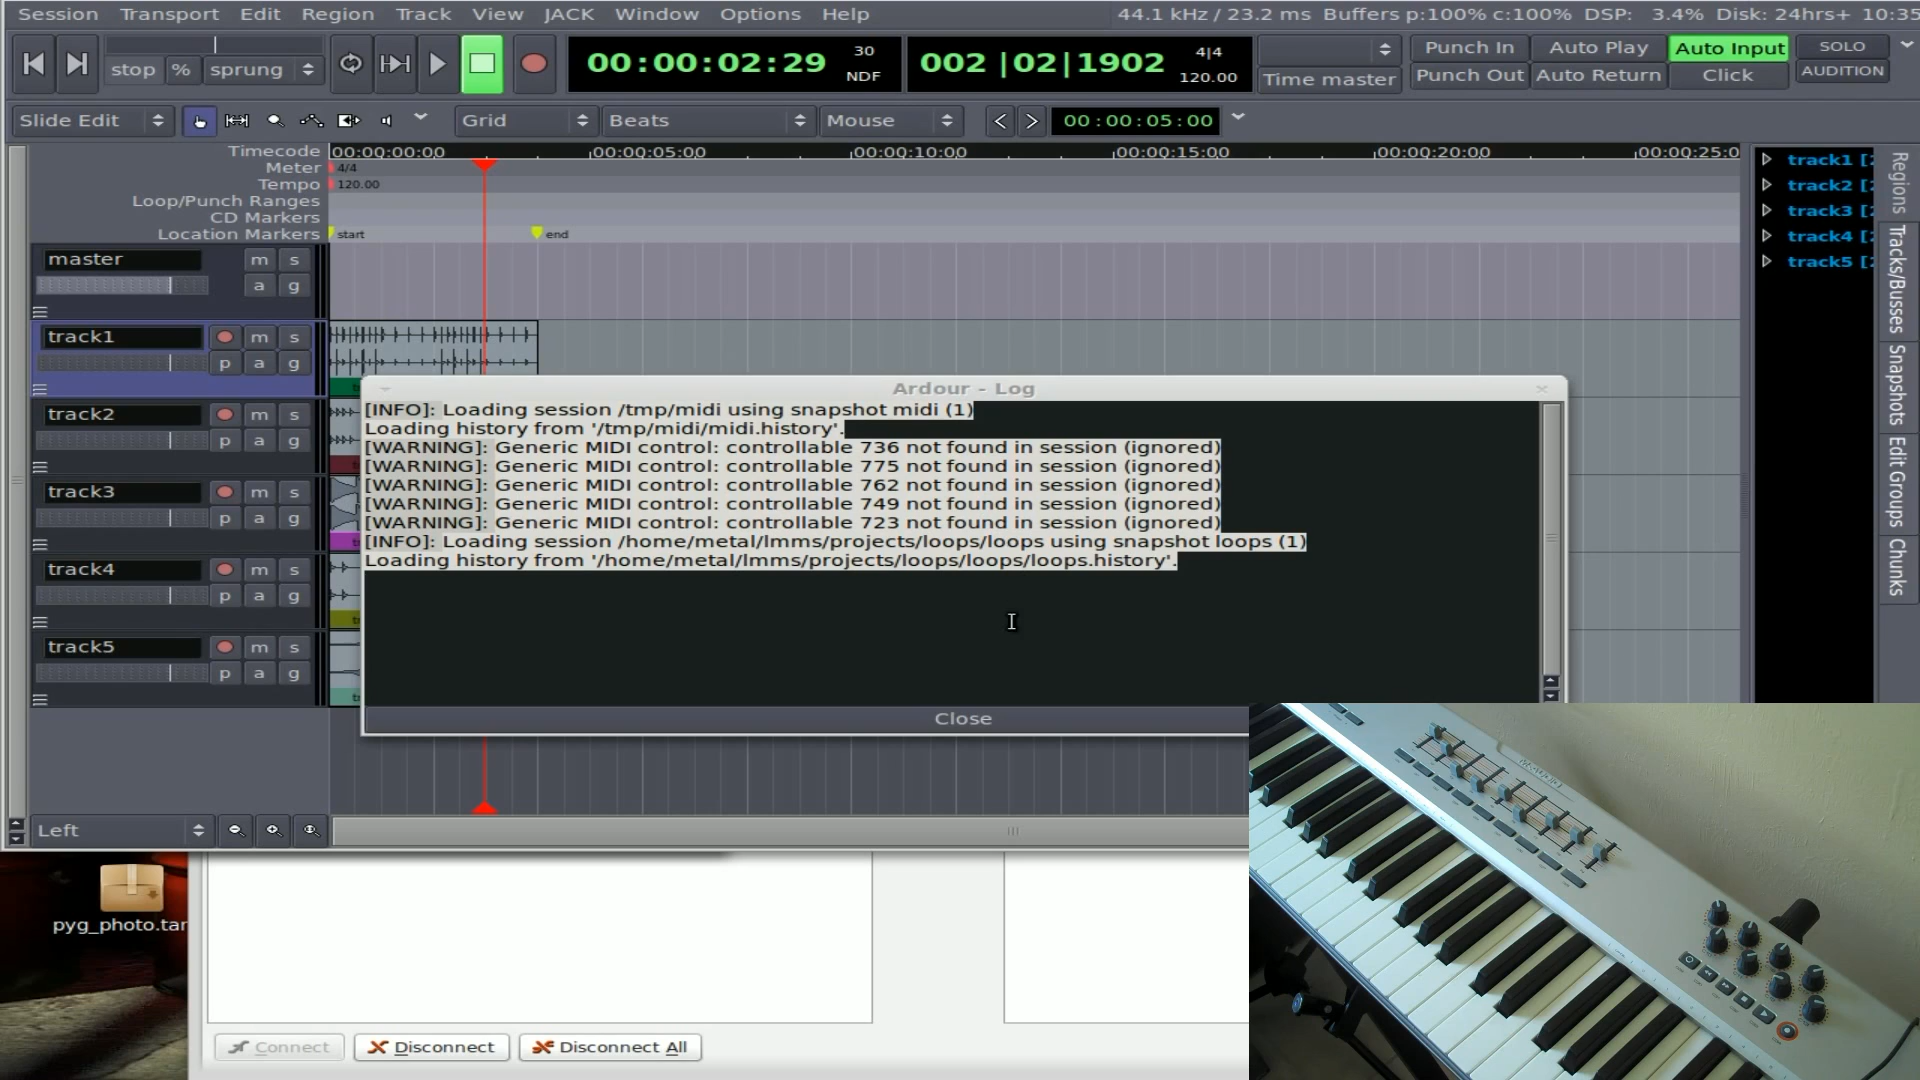 Session Transport Edit Region Track View JACK Window Options Help 44.1 kHz / 23.2 ms Buffers p:100% c:100% DSP: 3.4% Disk: 24hrs+ 10:35
stop % sprung 00:00:02:29 30 NDF 002|02|1902 4|4 120.00 Time master
Punch In Auto Play Auto Input SOLO
Punch Out Auto Return Click AUDITION
Slide Edit Grid Beats Mouse < > 00:00:05:00
Timecode 00:00:00:00 00:00:05:00 00:00:10:00 00:00:15:00 00:00:20:00 00:00:25:0
Meter 4/4
Tempo 120.00
Loop/Punch Ranges
CD Markers
Location Markers start end
master m s
a g
track1 m s
p a g
track2 m s
p a g
track3 m s
p a g
track4 m s
p a g
track5 m s
p a g
track1 [
track2 [
track3 [
track4 [
track5 [
Regions
Tracks/Busses
Snapshots
Edit Groups
Chunks
Ardour - Log
[INFO]: Loading session /tmp/midi using snapshot midi (1)
Loading history from '/tmp/midi/midi.history'.
[WARNING]: Generic MIDI control: controllable 736 not found in session (ignored)
[WARNING]: Generic MIDI control: controllable 775 not found in session (ignored)
[WARNING]: Generic MIDI control: controllable 762 not found in session (ignored)
[WARNING]: Generic MIDI control: controllable 749 not found in session (ignored)
[WARNING]: Generic MIDI control: controllable 723 not found in session (ignored)
[INFO]: Loading session /home/metal/lmms/projects/loops/loops using snapshot loops (1)
Loading history from '/home/metal/lmms/projects/loops/loops/loops.history'.
Close
Left
pyg_photo.tar
Connect Disconnect Disconnect All